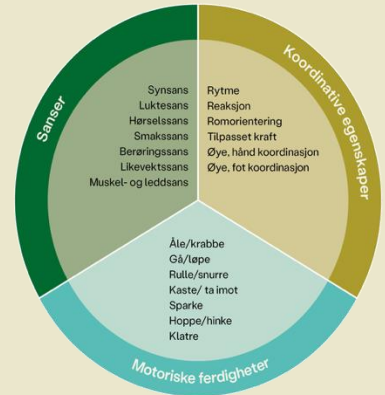 Sanser
Synsans
Luktesans
Hørselssans
Smakssans
Berøringssans
Likevektssans
Muskel- og leddsans
Koordinative egenskaper
Rytme
Reaksjon
Romorientering
Tilpasset kraft
Øye, hånd koordinasjon
Øye, fot koordinasjon
Åle/krabbe
Gå/løpe
Rulle/snurre
Kaste/ ta imot
Sparke
Hoppe/hinke
Klatre
Motoriske ferdigheter